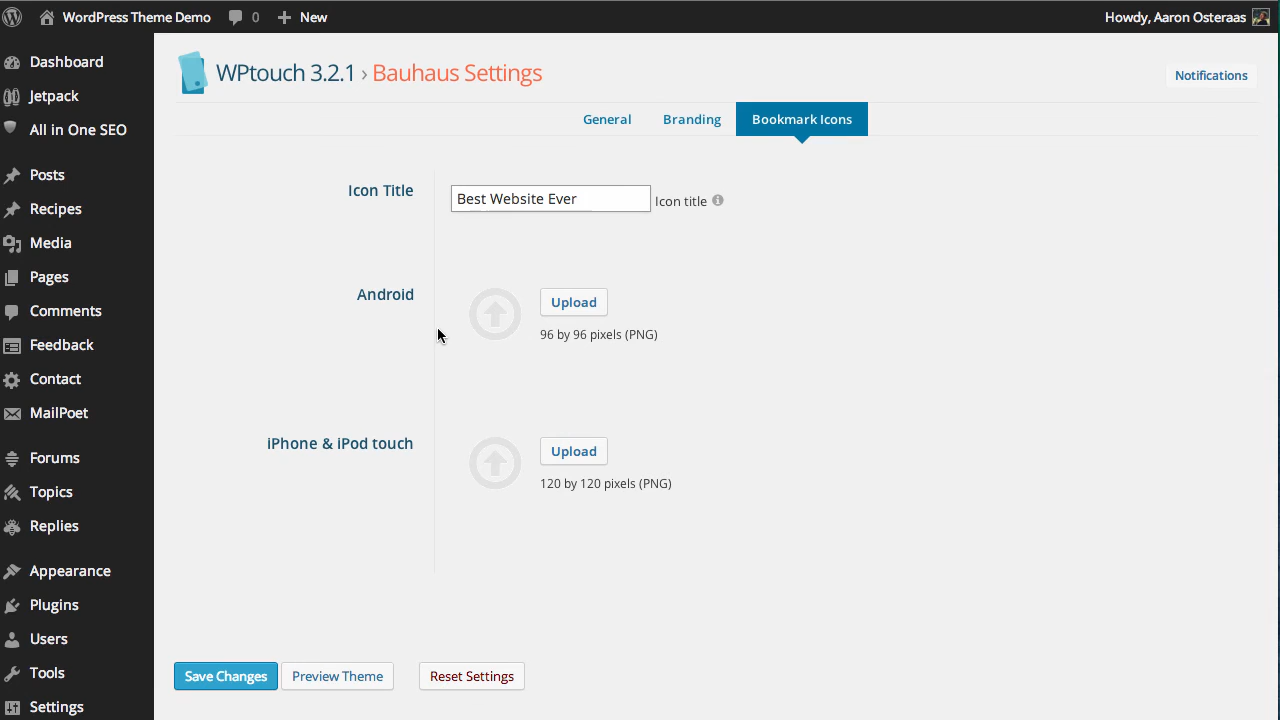 WordPress Theme Demo 0 New Howdy, Aaron Osteraas
Dashboard
Jetpack
All in One SEO
Posts
Recipes
Media
Pages
Comments
Feedback
Contact
MailPoet
Forums
Topics
Replies
Appearance
Plugins
Users
Tools
Settings
WPtouch 3.2.1 › Bauhaus Settings
Notifications
General Branding Bookmark Icons
Icon Title
Best Website Ever Icon title
Android
Upload
96 by 96 pixels (PNG)
iPhone & iPod touch
Upload
120 by 120 pixels (PNG)
Save Changes Preview Theme Reset Settings